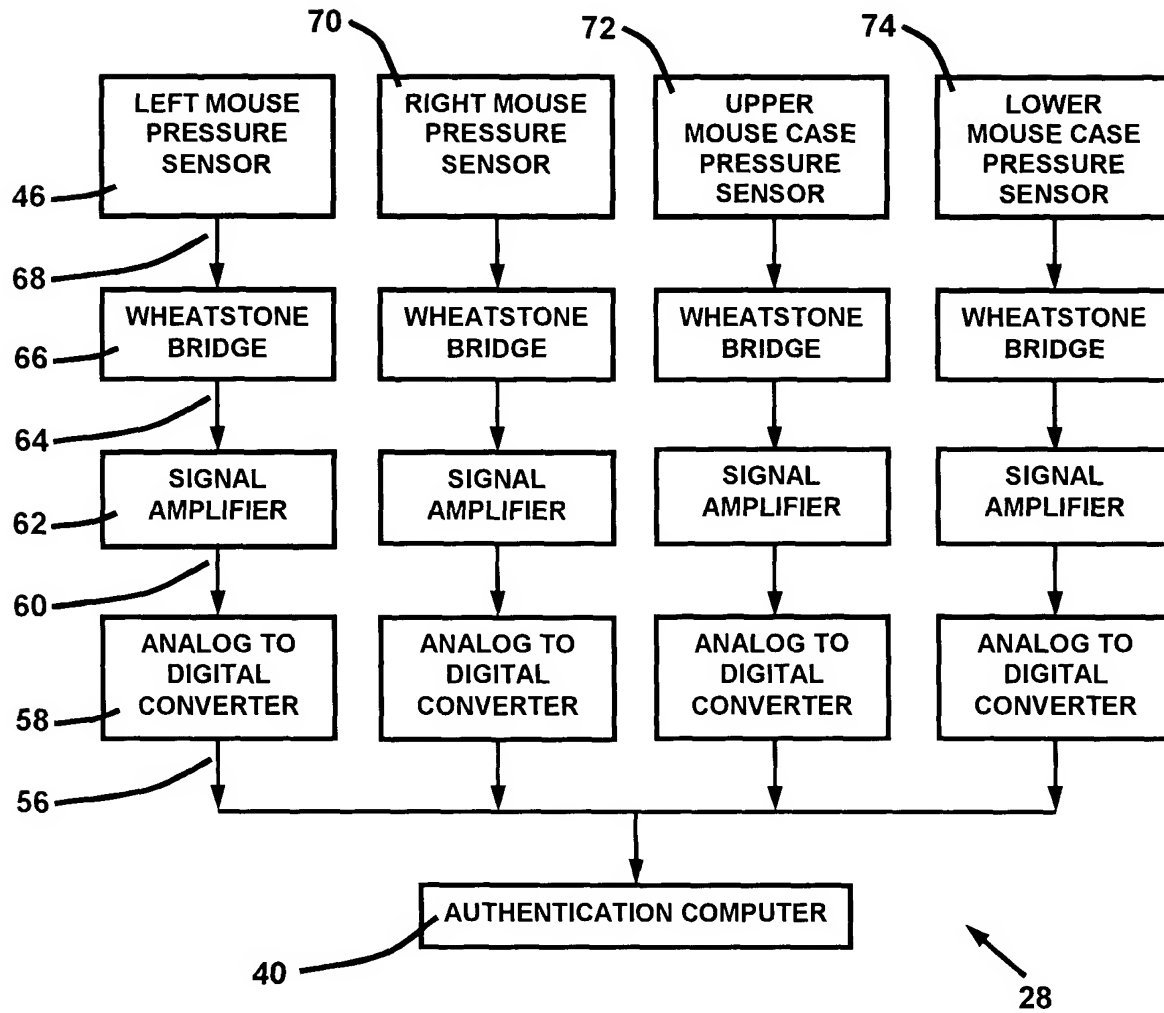 70
72
74
LEFT MOUSE
PRESSURE
SENSOR
RIGHT MOUSE
PRESSURE
SENSOR
UPPER
MOUSE CASE
PRESSURE
SENSOR
LOWER
MOUSE CASE
PRESSURE
SENSOR
46
68
WHEATSTONE
BRIDGE
WHEATSTONE
BRIDGE
WHEATSTONE
BRIDGE
WHEATSTONE
BRIDGE
66
64
SIGNAL
AMPLIFIER
SIGNAL
AMPLIFIER
SIGNAL
AMPLIFIER
SIGNAL
AMPLIFIER
62
60
ANALOG TO
DIGITAL
CONVERTER
ANALOG TO
DIGITAL
CONVERTER
ANALOG TO
DIGITAL
CONVERTER
ANALOG TO
DIGITAL
CONVERTER
58
56
AUTHENTICATION COMPUTER
40
28